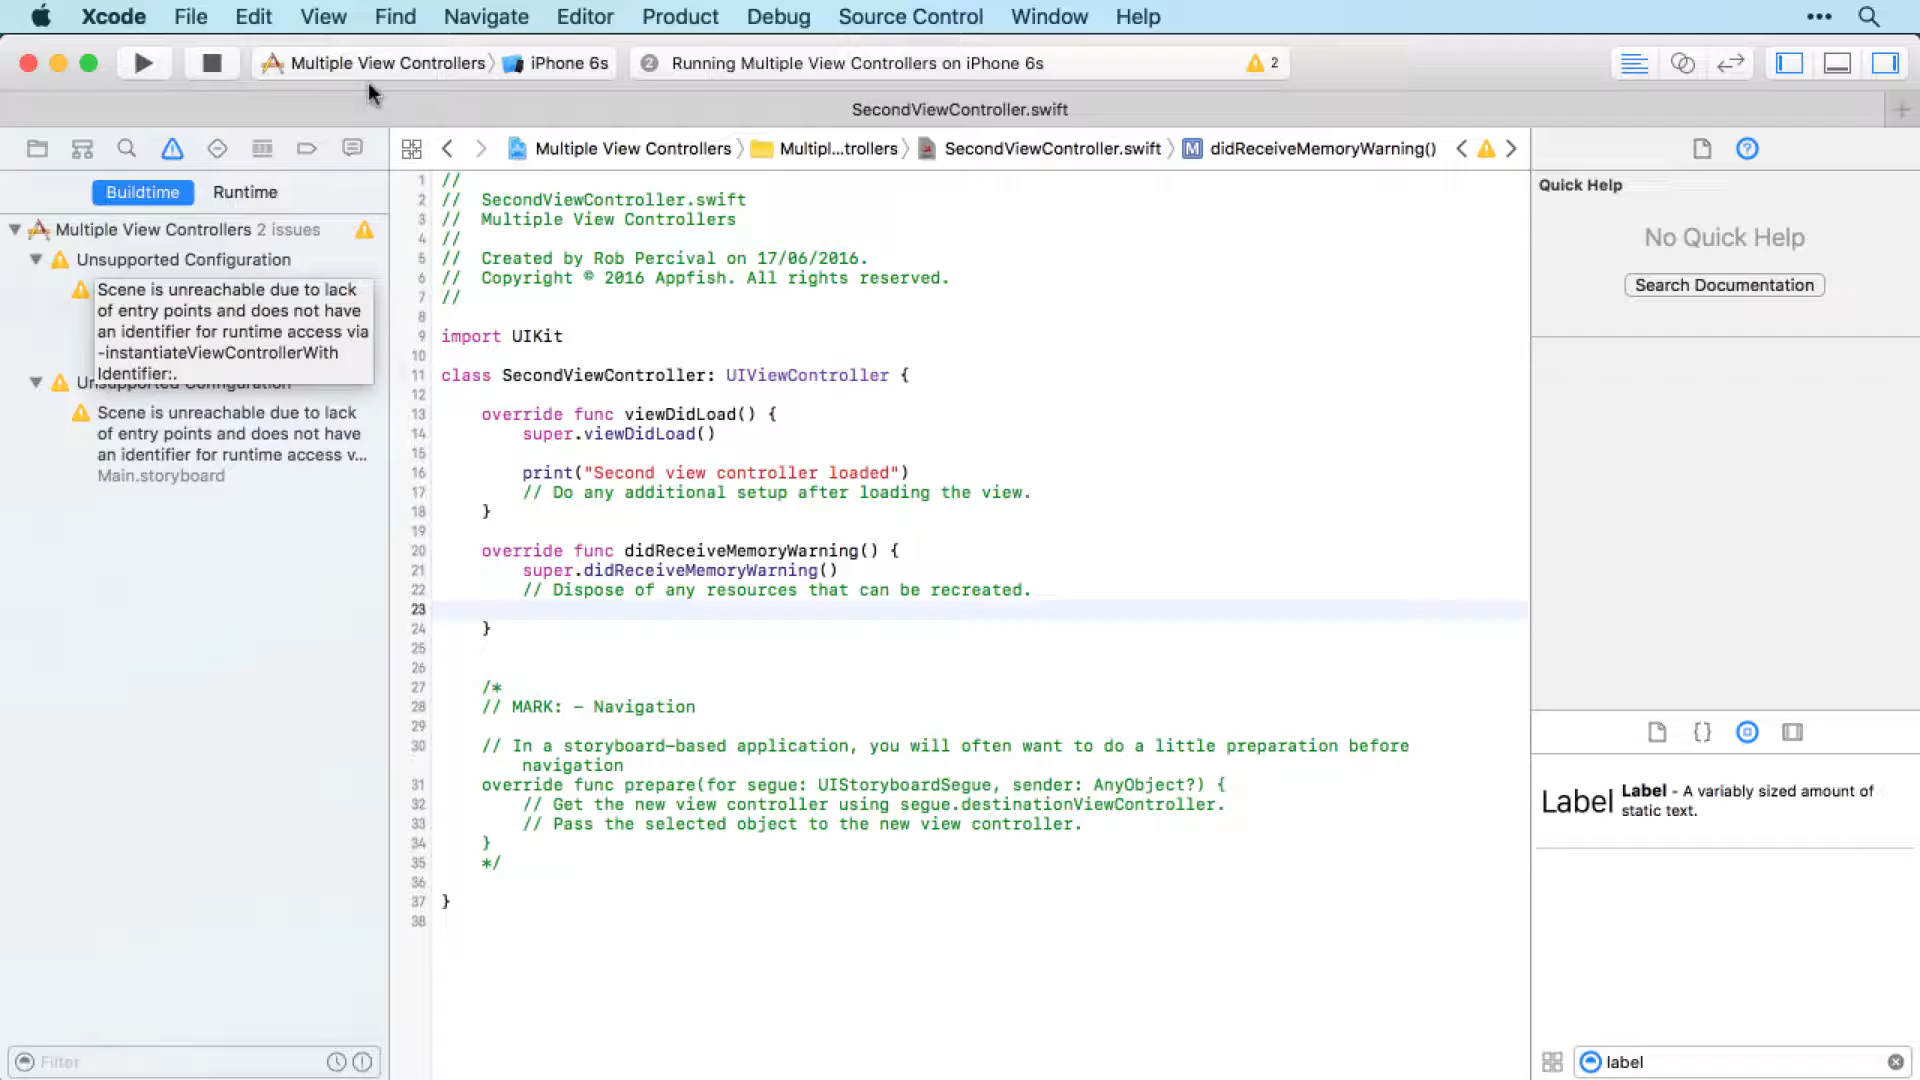 Xcode File Edit View Find Navigate Editor Product Debug Source Control Window Help
Multiple View Controllers iPhone 6s 2 Running Multiple View Controllers on iPhone 6s 2
SecondViewController.swift
Multiple View Controllers Multipl...trollers SecondViewController.swift M didReceiveMemoryWarning()
Buildtime Runtime
Multiple View Controllers 2 issues
Unsupported Configuration
Scene is unreachable due to lack
of entry points and does not have
an identifier for runtime access via
-instantiateViewControllerWith
Identifier:.
Unsupported Configuration
Scene is unreachable due to lack
of entry points and does not have
an identifier for runtime access v...
Main.storyboard
Filter
1 //
2 //  SecondViewController.swift
3 //  Multiple View Controllers
4 //
5 //  Created by Rob Percival on 17/06/2016.
6 //  Copyright © 2016 Appfish. All rights reserved.
7 //
8
9 import UIKit
10
11 class SecondViewController: UIViewController {
12
13 override func viewDidLoad() {
14 super.viewDidLoad()
15
16 print("Second view controller loaded")
17 // Do any additional setup after loading the view.
18 }
19
20 override func didReceiveMemoryWarning() {
21 super.didReceiveMemoryWarning()
22 // Dispose of any resources that can be recreated.
23
24 }
25
26
27 /*
28 // MARK: - Navigation
29
30 // In a storyboard-based application, you will often want to do a little preparation before
navigation
31 override func prepare(for segue: UIStoryboardSegue, sender: AnyObject?) {
32 // Get the new view controller using segue.destinationViewController.
33 // Pass the selected object to the new view controller.
34 }
35 */
36
37 }
38
Quick Help
No Quick Help
Search Documentation
Label Label - A variably sized amount of
static text.
label